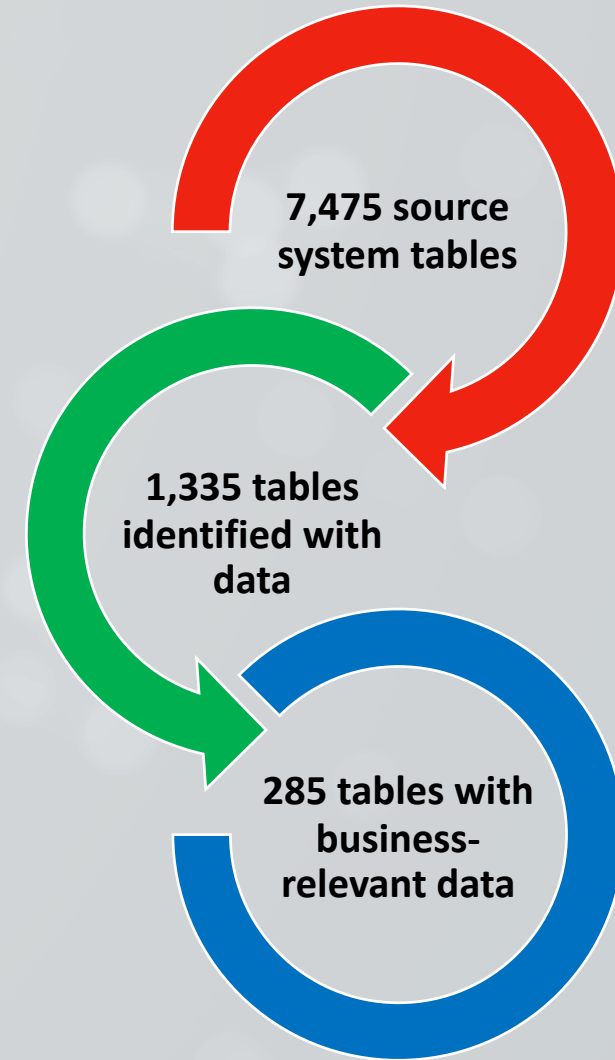 7,475 source
system tables
1,335 tables
identified with
data
285 tables with
business-
relevant data